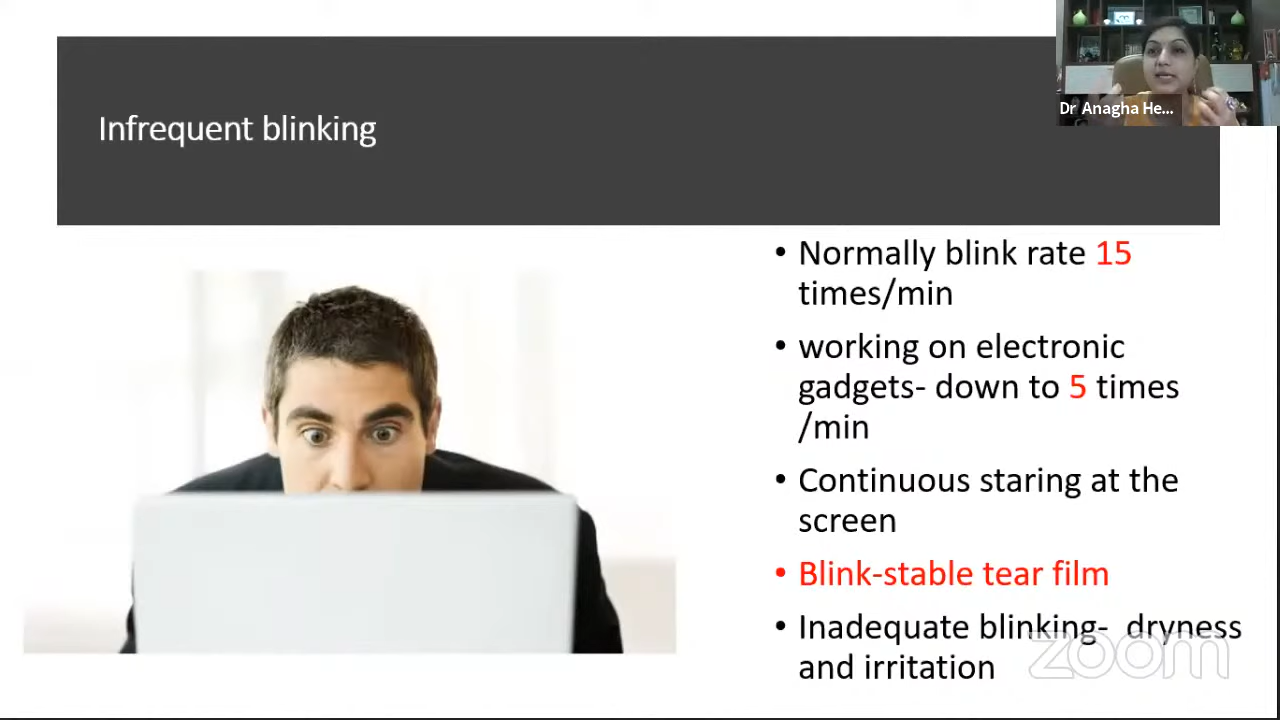 Dr Anagha He...
Infrequent blinking
• Normally blink rate 15
times/min
• working on electronic
gadgets- down to 5 times
/min
• Continuous staring at the
screen
• Blink-stable tear film
• Inadequate blinking- dryness
and irritation
zoom